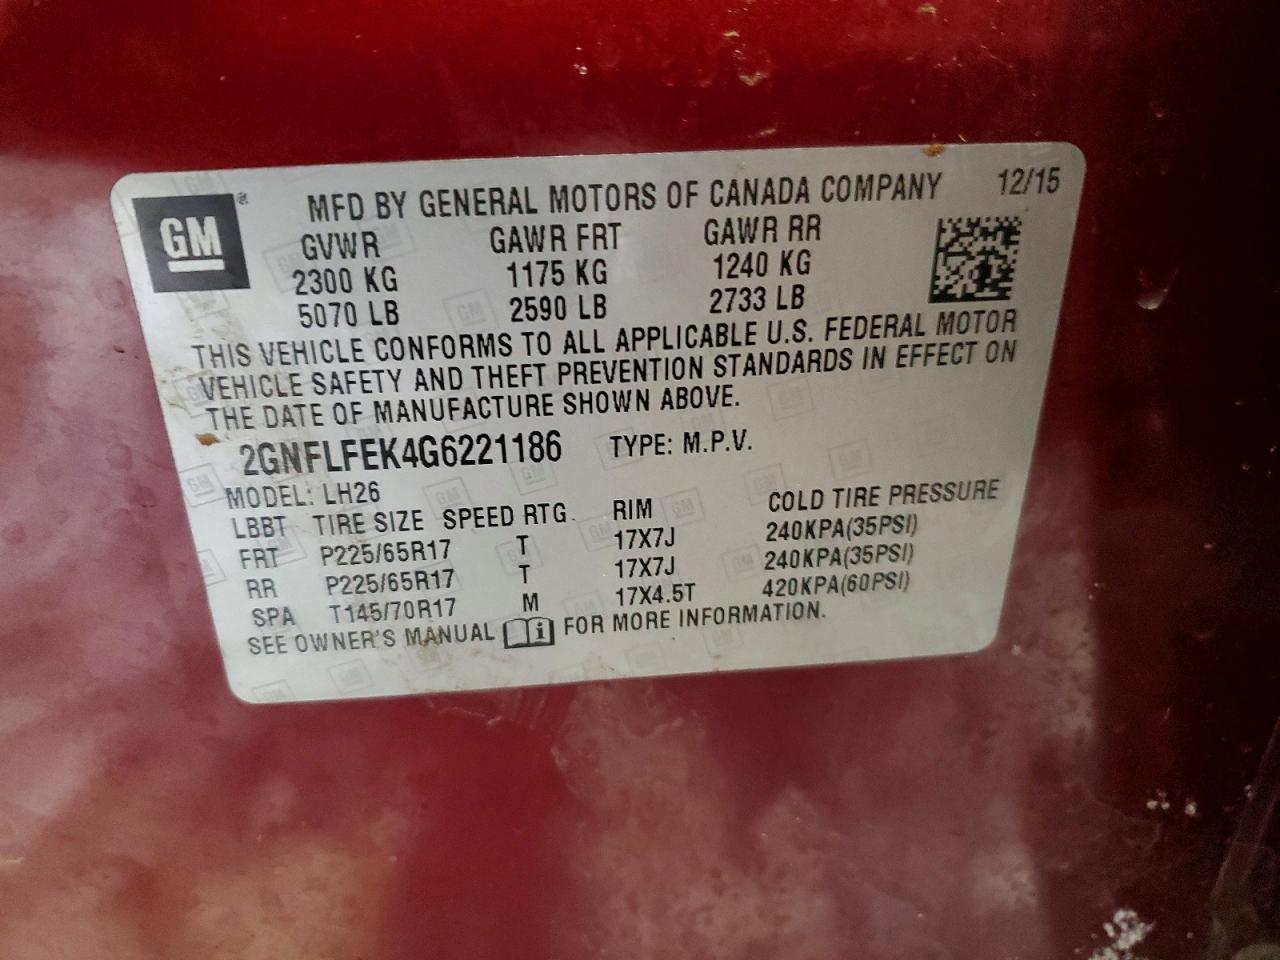 GM
MFD BY GENERAL MOTORS OF CANADA COMPANY 12/15
GVWR GAWR FRT GAWR RR
2300 KG 1175 KG 1240 KG
5070 LB 2590 LB 2733 LB
THIS VEHICLE CONFORMS TO ALL APPLICABLE U.S. FEDERAL MOTOR
VEHICLE SAFETY AND THEFT PREVENTION STANDARDS IN EFFECT ON
THE DATE OF MANUFACTURE SHOWN ABOVE.
2GNFLFEK4G6221186 TYPE: M.P.V.
MODEL: LH26
LBBT TIRE SIZE SPEED RTG. RIM COLD TIRE PRESSURE
FRT P225/65R17 T 17X7J 240KPA(35PSI)
RR P225/65R17 T 17X7J 240KPA(35PSI)
SPA T145/70R17 M 17X4.5T 420KPA(60PSI)
SEE OWNER'S MANUAL i FOR MORE INFORMATION.